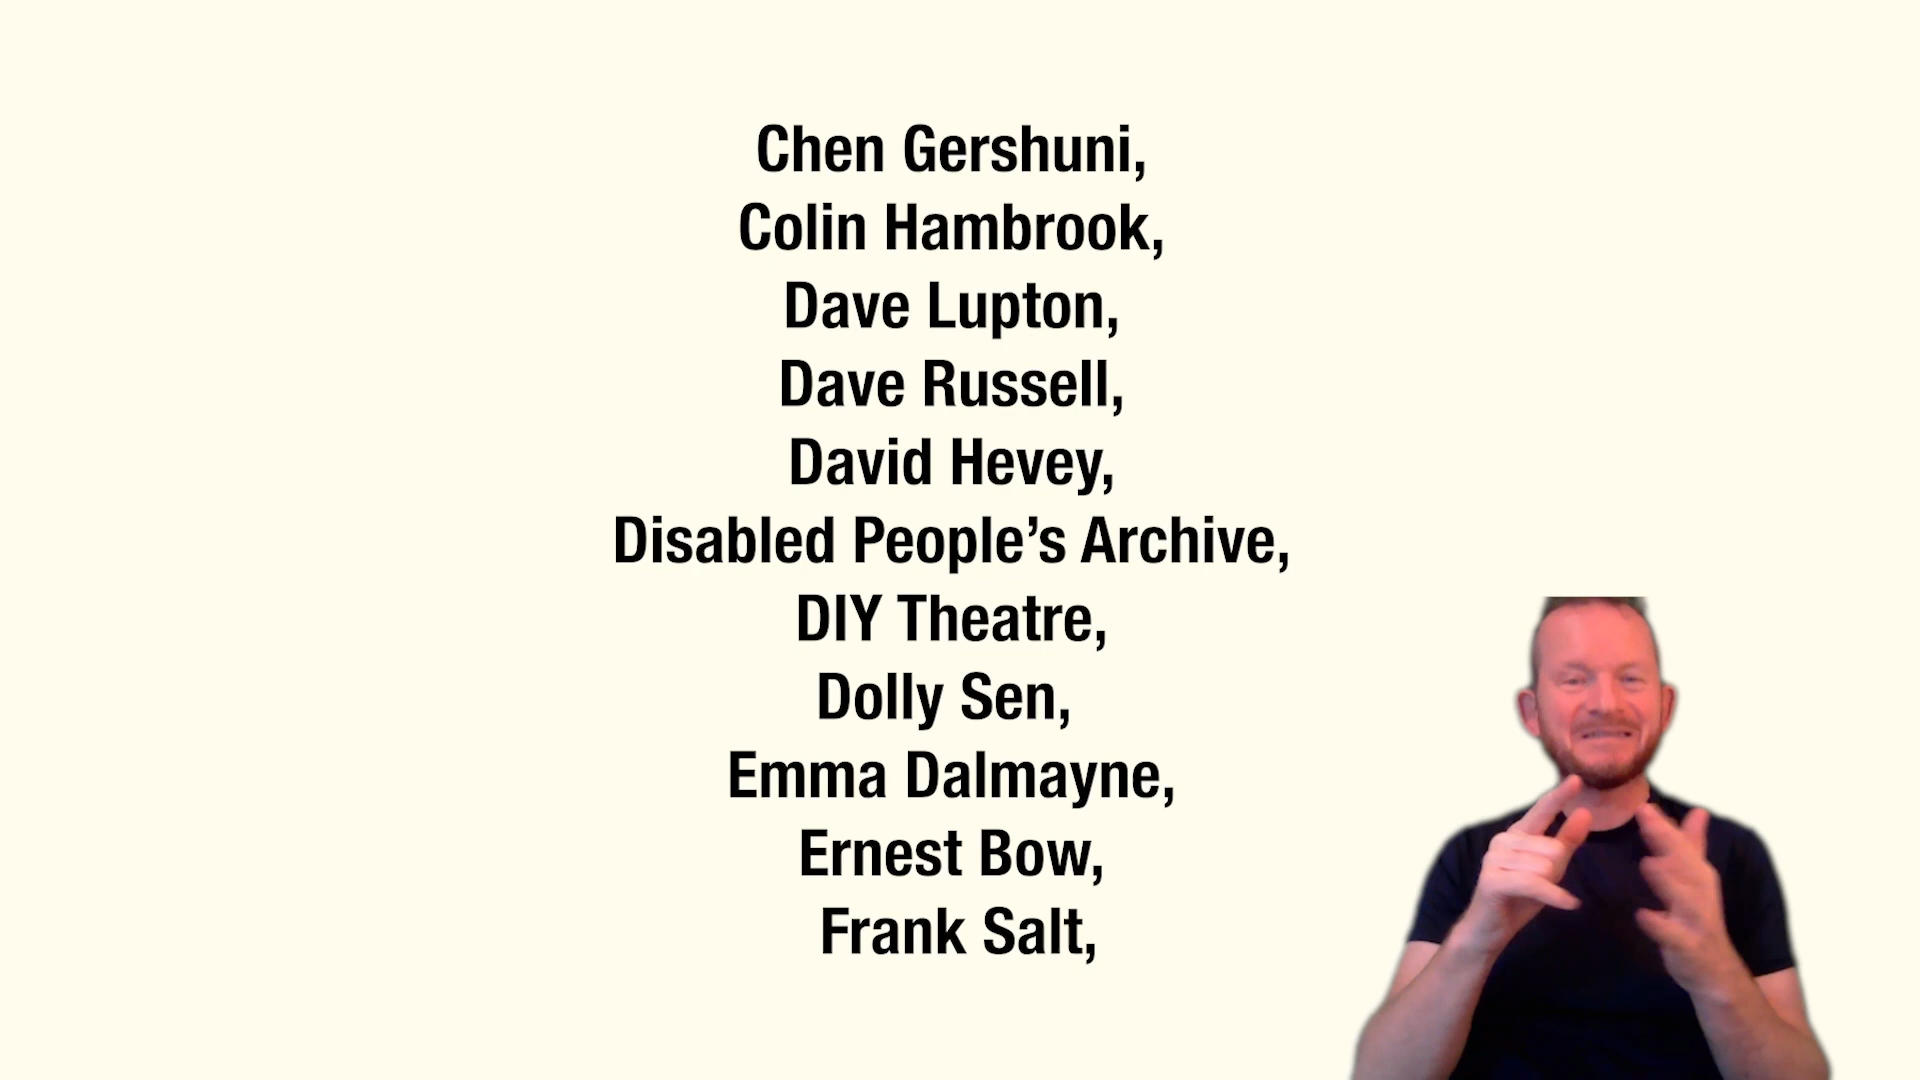 Chen Gershuni,
Colin Hambrook,
Dave Lupton,
Dave Russell,
David Hevey,
Disabled People’s Archive,
DIY Theatre,
Dolly Sen,
Emma Dalmayne,
Ernest Bow,
Frank Salt,